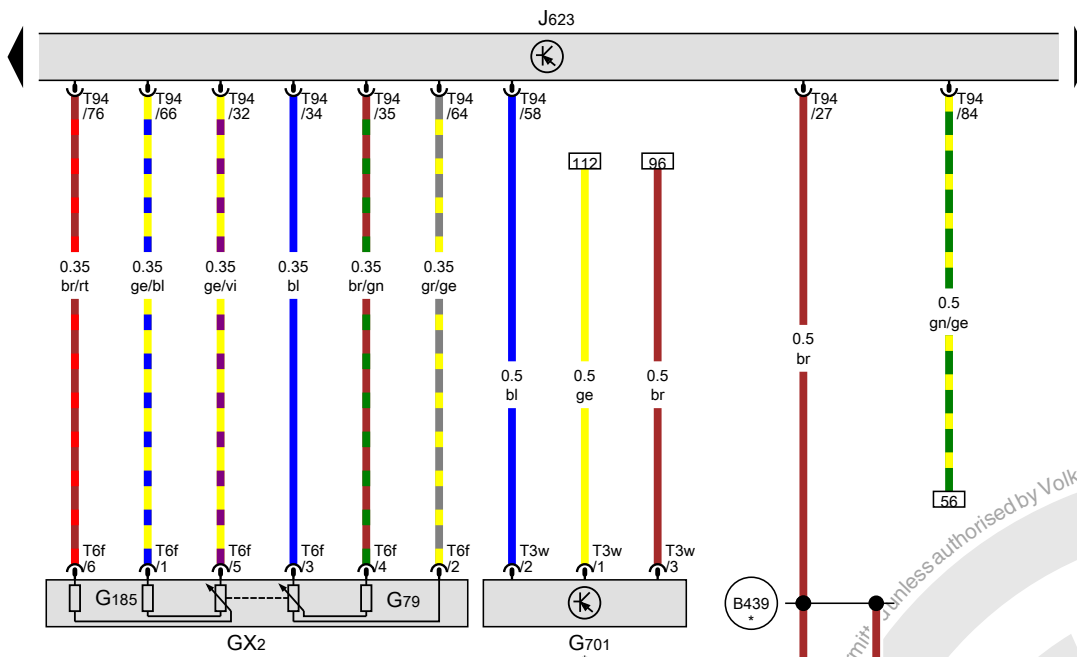 J623
T94 T94 T94 T94 T94 T94 T94 T94 T94
/76 /66 /32 /34 /35 /64 /58 /27 /84
112 96
0.35 0.35 0.35 0.35 0.35 0.35
br/rt ge/bl ge/vi bl br/gn gr/ge
0.5
gn/ge
0.5
br
0.5 0.5 0.5
bl ge br
56
T6f T6f T6f T6f T6f T6f T3w T3w T3w
/6 /1 /5 /3 /4 /2 /2 /1 /3
G185 G79
B439
*
GX2 G701
unless authorised by Volk